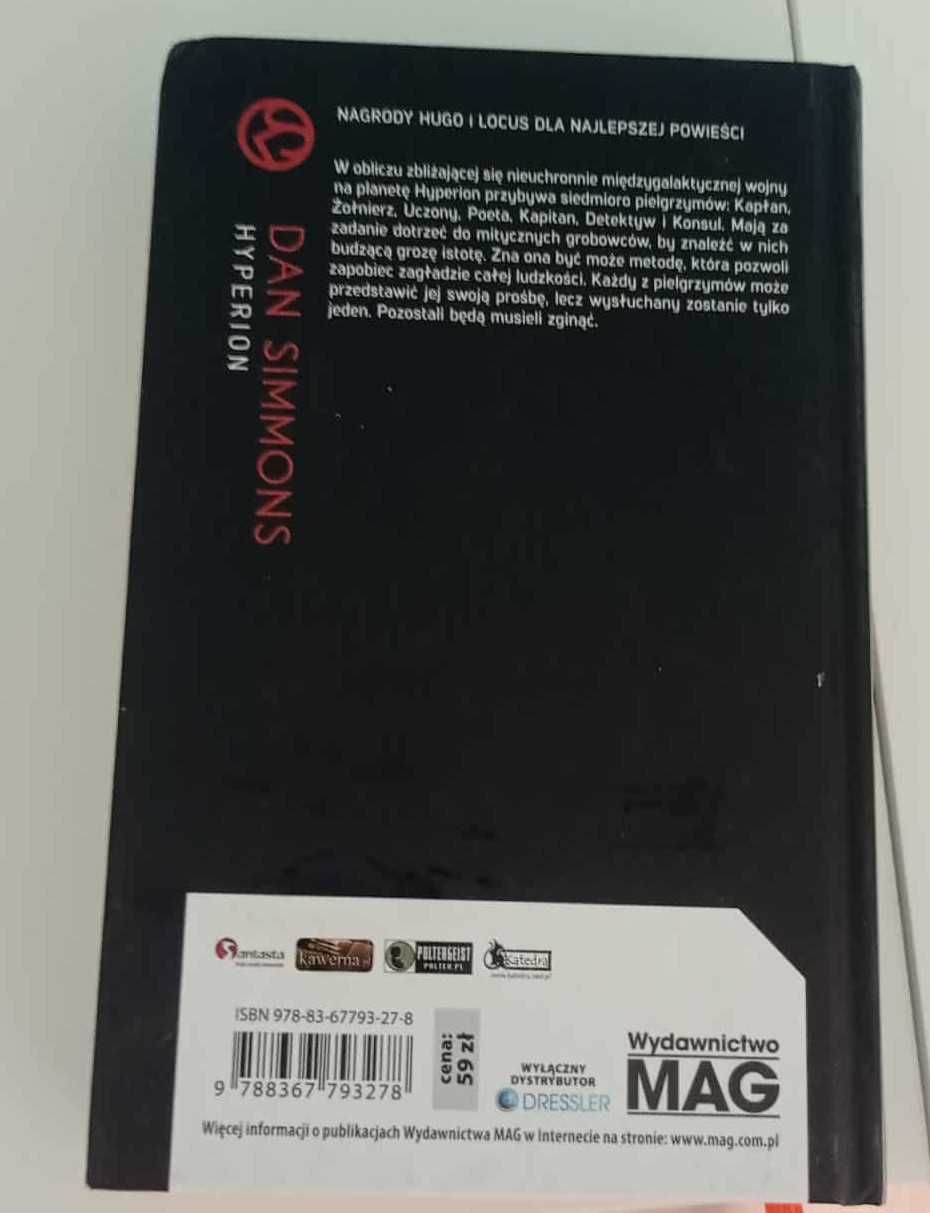 NAGRODY HUGO i LOCUS DLA NAJLEPSZEJ POWIEŚCI
W obliczu zbliżającej się nieuchronnie międzygalaktycznej wojny
na planetę Hyperion przybywa siedmioro pielgrzymów: Kapłan,
Żołnierz, Uczony, Poeta, Kapitan, Detektyw i Konsul. Mają za
zadanie dotrzeć do mitycznych grobowców, by znaleźć w nich
budzącą grozę istotę. Zna ona być może metodę, która pozwoli
zapobiec zagładzie całej ludzkości. Każdy z pielgrzymów może
przedstawić jej swoją prośbę, lecz wysłuchany zostanie tylko
jeden. Pozostali będą musieli zginąć.
DAN SIMMONS
HYPERION
fantasta
kawerna.pl
POLTERGEIST
POLTER.PL
Katedra
ISBN 978-83-67793-27-8
9 788367 793278
cena:
59 zł
WYŁĄCZNY
DYSTRYBUTOR
DRESSLER
Wydawnictwo
MAG
Więcej informacji o publikacjach Wydawnictwa MAG w Internecie na stronie: www.mag.com.pl